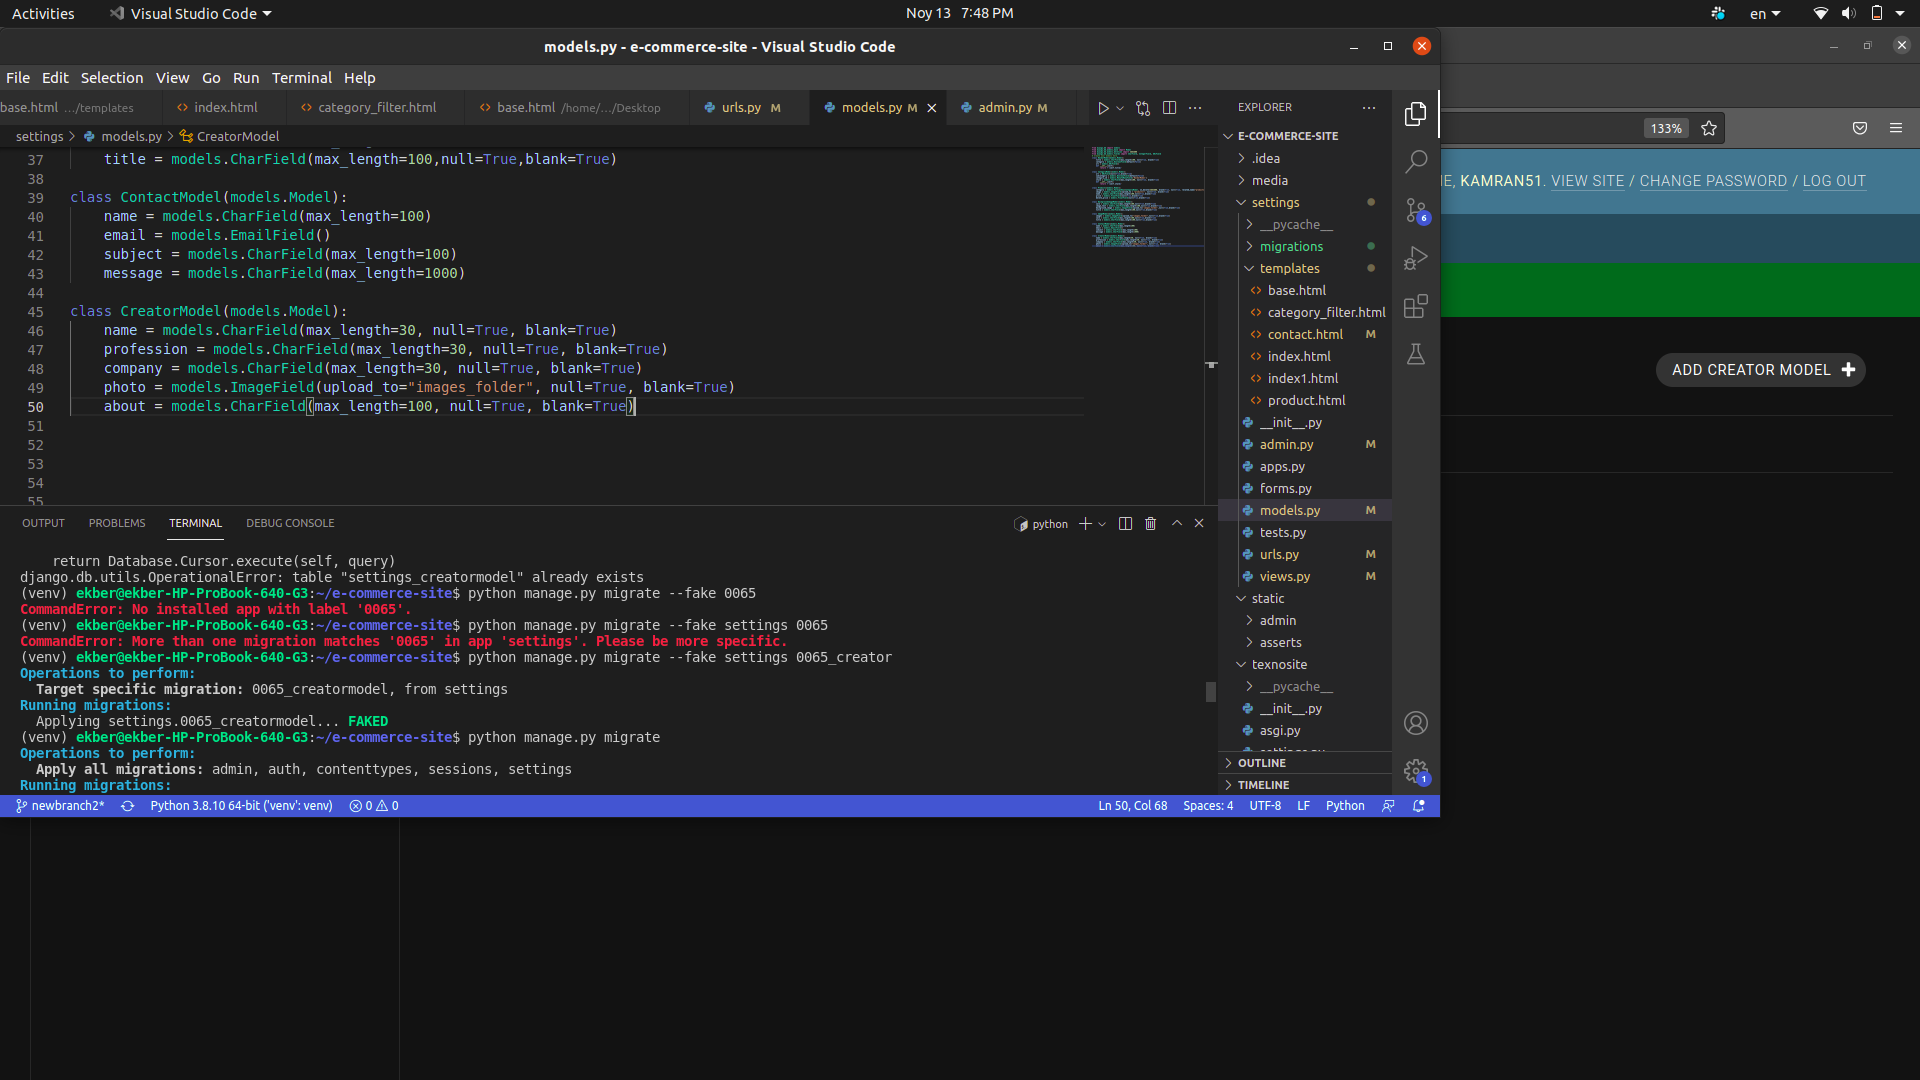 Activities
Visual Studio Code
Nov 13 7:48 PM
en
models.py - e-commerce-site - Visual Studio Code
File Edit Selection View Go Run Terminal Help
base.html .../templates
index.html
category_filter.html
base.html /home/.../Desktop
urls.py M
models.py M
admin.py M
settings > models.py > CreatorModel
37 title = models.CharField(max_length=100,null=True,blank=True)
38
39 class ContactModel(models.Model):
40 name = models.CharField(max_length=100)
41 email = models.EmailField()
42 subject = models.CharField(max_length=100)
43 message = models.CharField(max_length=1000)
44
45 class CreatorModel(models.Model):
46 name = models.CharField(max_length=30, null=True, blank=True)
47 profession = models.CharField(max_length=30, null=True, blank=True)
48 company = models.CharField(max_length=30, null=True, blank=True)
49 photo = models.ImageField(upload_to="images_folder", null=True, blank=True)
50 about = models.CharField(max_length=100, null=True, blank=True)
51
52
53
54
55
OUTPUT PROBLEMS TERMINAL DEBUG CONSOLE
python
return Database.Cursor.execute(self, query)
django.db.utils.OperationalError: table "settings_creatormodel" already exists
(venv) ekber@ekber-HP-ProBook-640-G3:~/e-commerce-site$ python manage.py migrate --fake 0065
CommandError: No installed app with label '0065'.
(venv) ekber@ekber-HP-ProBook-640-G3:~/e-commerce-site$ python manage.py migrate --fake settings 0065
CommandError: More than one migration matches '0065' in app 'settings'. Please be more specific.
(venv) ekber@ekber-HP-ProBook-640-G3:~/e-commerce-site$ python manage.py migrate --fake settings 0065_creator
Operations to perform:
Target specific migration: 0065_creatormodel, from settings
Running migrations:
Applying settings.0065_creatormodel... FAKED
(venv) ekber@ekber-HP-ProBook-640-G3:~/e-commerce-site$ python manage.py migrate
Operations to perform:
Apply all migrations: admin, auth, contenttypes, sessions, settings
Running migrations:
EXPLORER
E-COMMERCE-SITE
.idea
media
settings
__pycache__
migrations
templates
base.html
category_filter.html
contact.html M
index.html
index1.html
product.html
__init__.py
admin.py M
apps.py
forms.py
models.py M
tests.py
urls.py M
views.py M
static
admin
asserts
texnosite
__pycache__
__init__.py
asgi.py
OUTLINE
TIMELINE
6
1
newbranch2*
Python 3.8.10 64-bit ('venv': venv)
0 0
Ln 50, Col 68 Spaces: 4 UTF-8 LF Python
133%
E, KAMRAN51. VIEW SITE / CHANGE PASSWORD / LOG OUT
ADD CREATOR MODEL